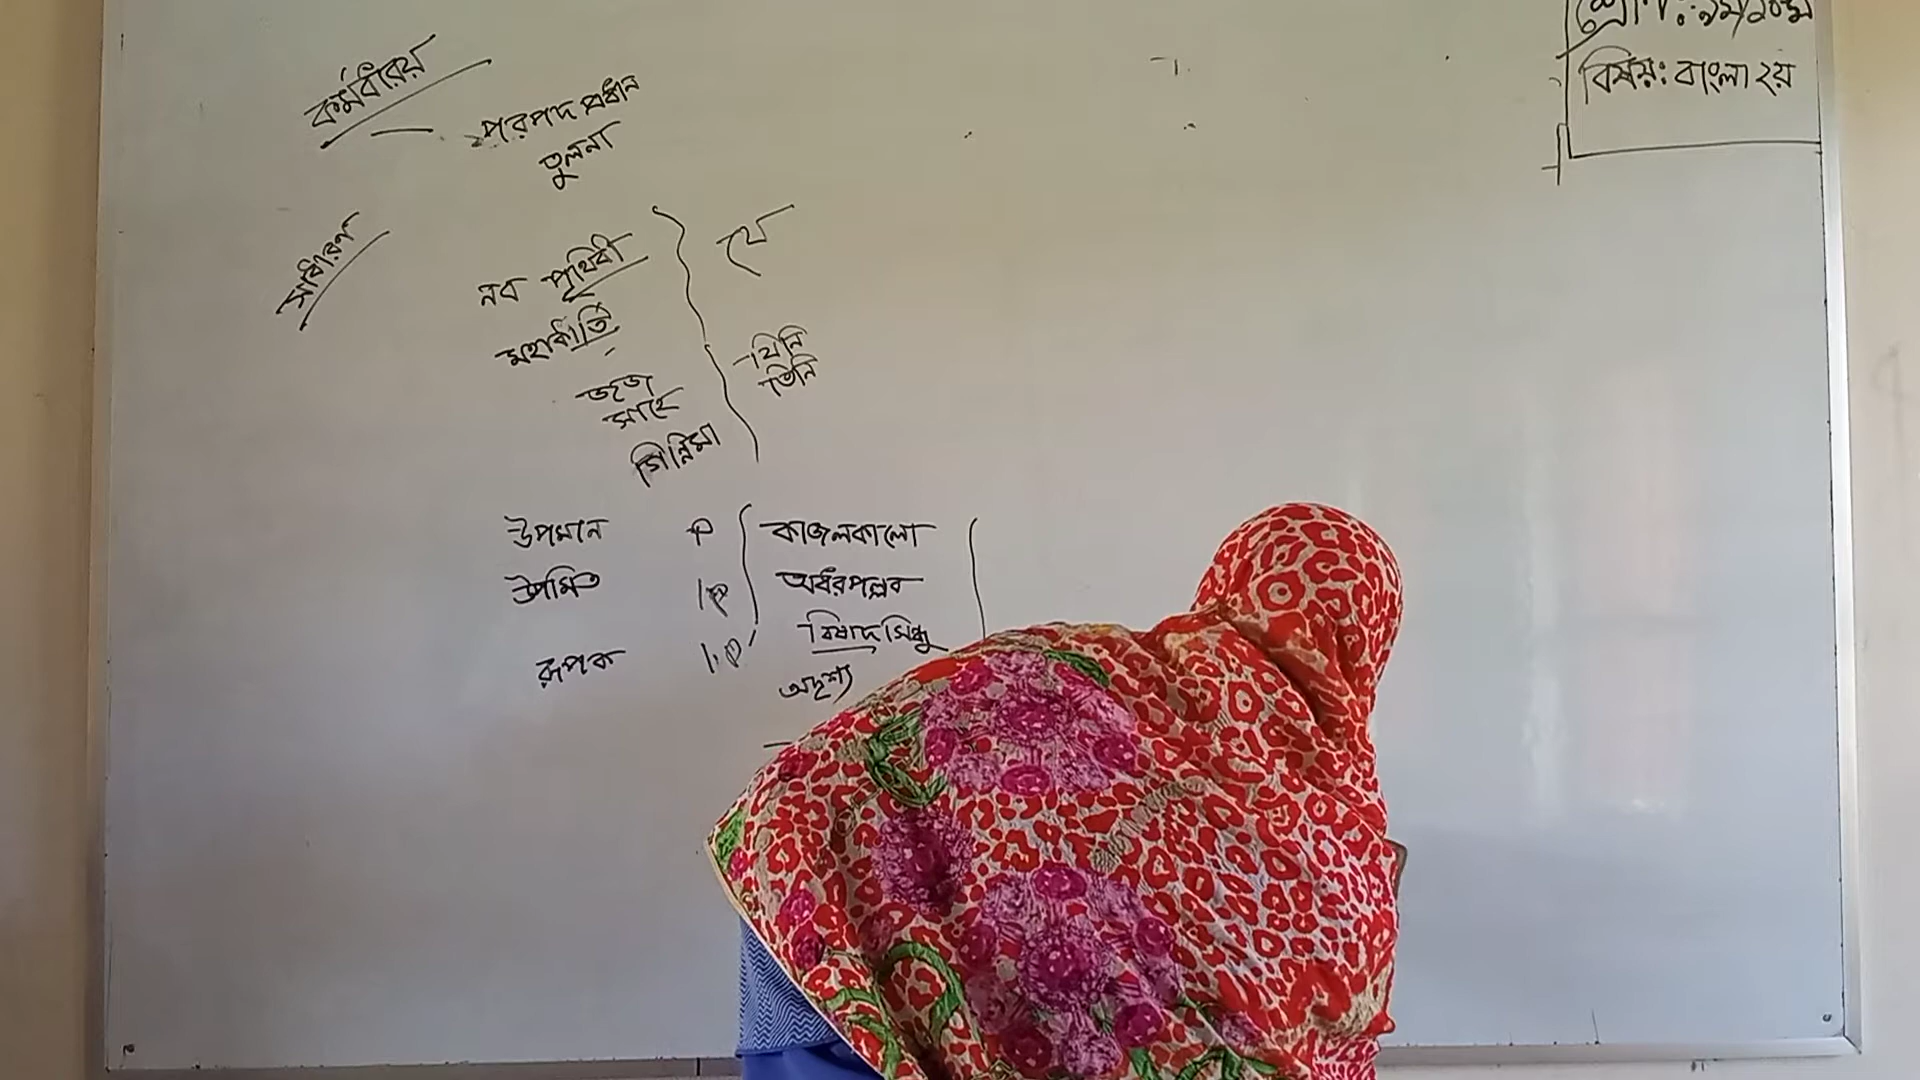 শ্রেণি: ৯ম/১০ম
বিষয়: বাংলা ২য়
কর্মধারয়
পরপদ প্রধান
তুলনা
সাধারণ
নব পৃথিবী
যে
মহাকীর্তি
যিনি
তিনি
জজ
সাহে
গিন্নিমা
উপমান
কাজলকালো
উপমিত
অধরপল্লব
বিষাদ সিন্ধু
রূপক
অদৃশ্য